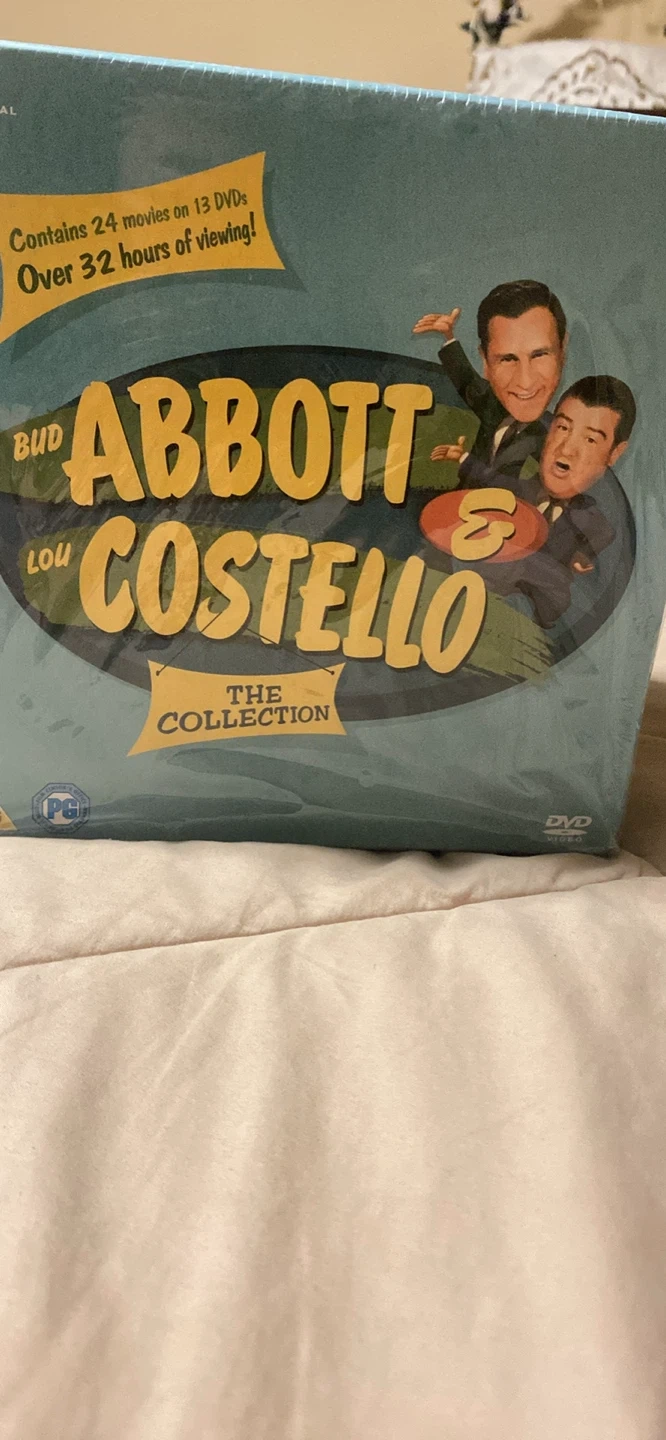 AL
Contains 24 movies on 13 DVDs
Over 32 hours of viewing!
BUD ABBOTT
&
LOU COSTELLO
THE
COLLECTION
PG
DVD
VIDEO